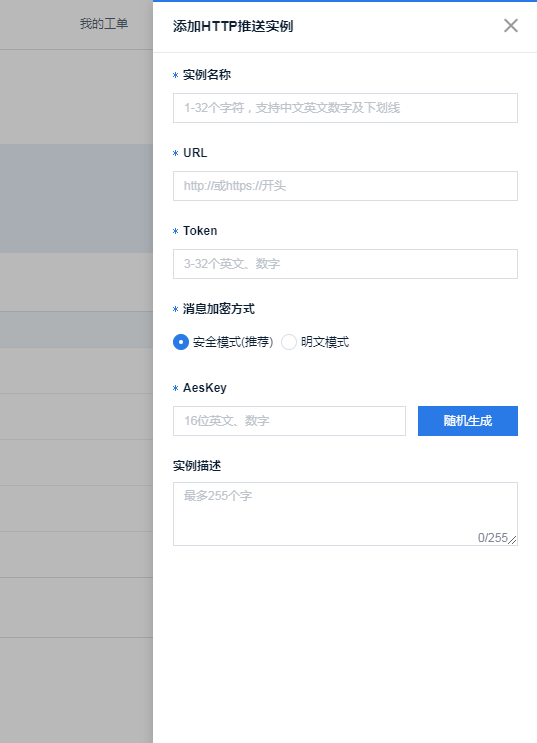 我的工单
添加HTTP推送实例
* 实例名称
1-32个字符，支持中文英文数字及下划线
* URL
http://或https://开头
* Token
3-32个英文、数字
* 消息加密方式
安全模式(推荐) 明文模式
* AesKey
16位英文、数字 随机生成
实例描述
最多255个字
0/255